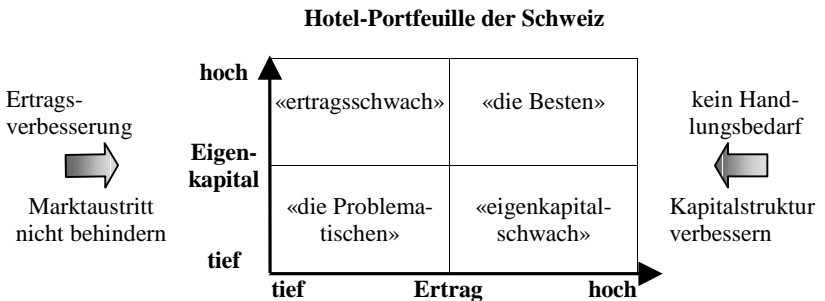 Hotel-Portfeuille der Schweiz
hoch
Ertrags-
verbesserung
«ertragsschwach»
«die Besten»
kein Hand-
lungsbedarf
Eigen-
kapital
Marktaustritt
nicht behindern
«die Problema-
tischen»
«eigenkapital-
schwach»
Kapitalstruktur
verbessern
tief
tief
Ertrag
hoch